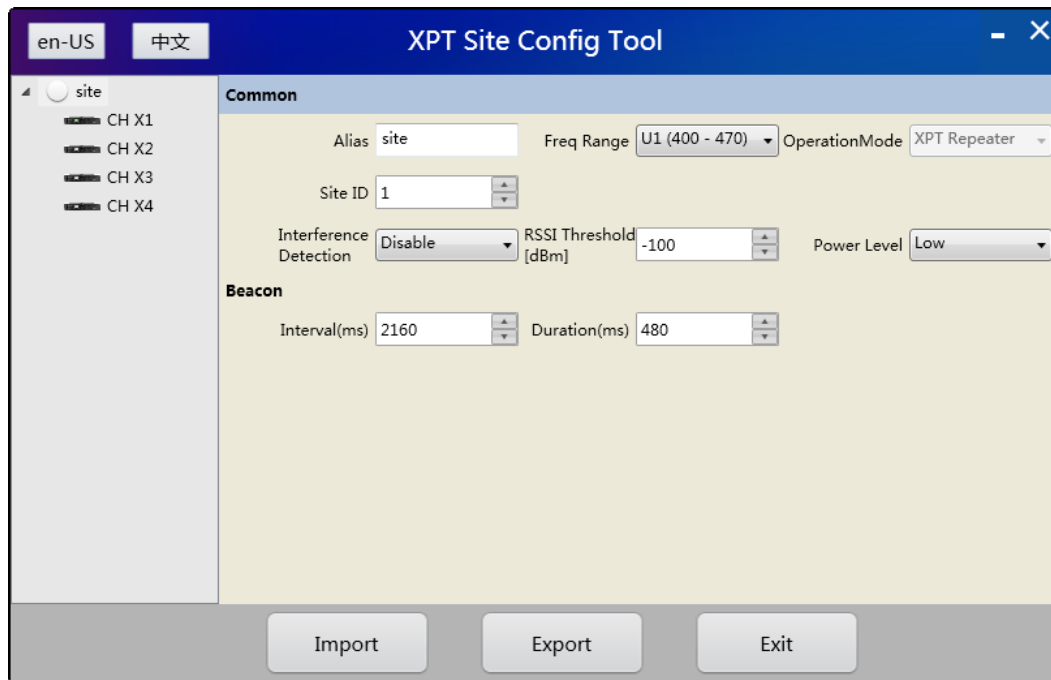 en-US 中文 XPT Site Config Tool
site
CH X1
CH X2
CH X3
CH X4
Common
Alias site Freq Range U1 (400 - 470) OperationMode XPT Repeater
Site ID 1
Interference Detection Disable RSSI Threshold [dBm] -100 Power Level Low
Beacon
Interval(ms) 2160 Duration(ms) 480
Import Export Exit